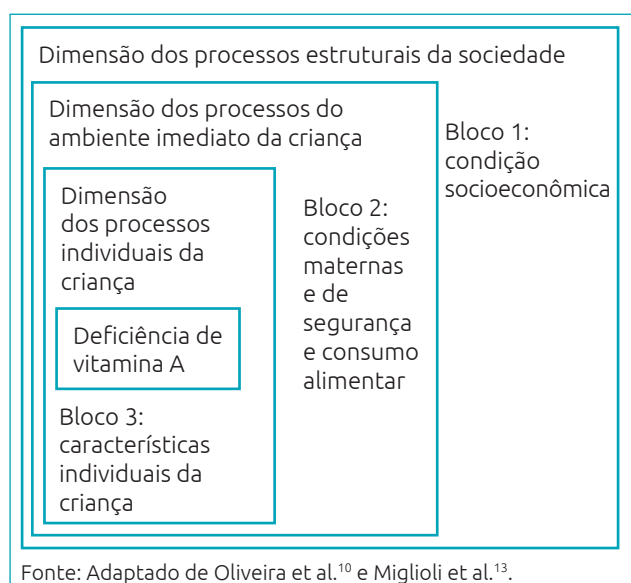 Dimensão dos processos estruturais da sociedade
Dimensão dos processos do
ambiente imediato da criança
Bloco 1:
condição
socioeconômica
Dimensão
dos processos
individuais da
criança
Bloco 2:
condições
maternas
e de
segurança
e consumo
alimentar
Deficiência de
vitamina A
Bloco 3:
características
individuais da
criança
Fonte: Adaptado de Oliveira et al.¹⁰ e Miglioli et al.¹³.